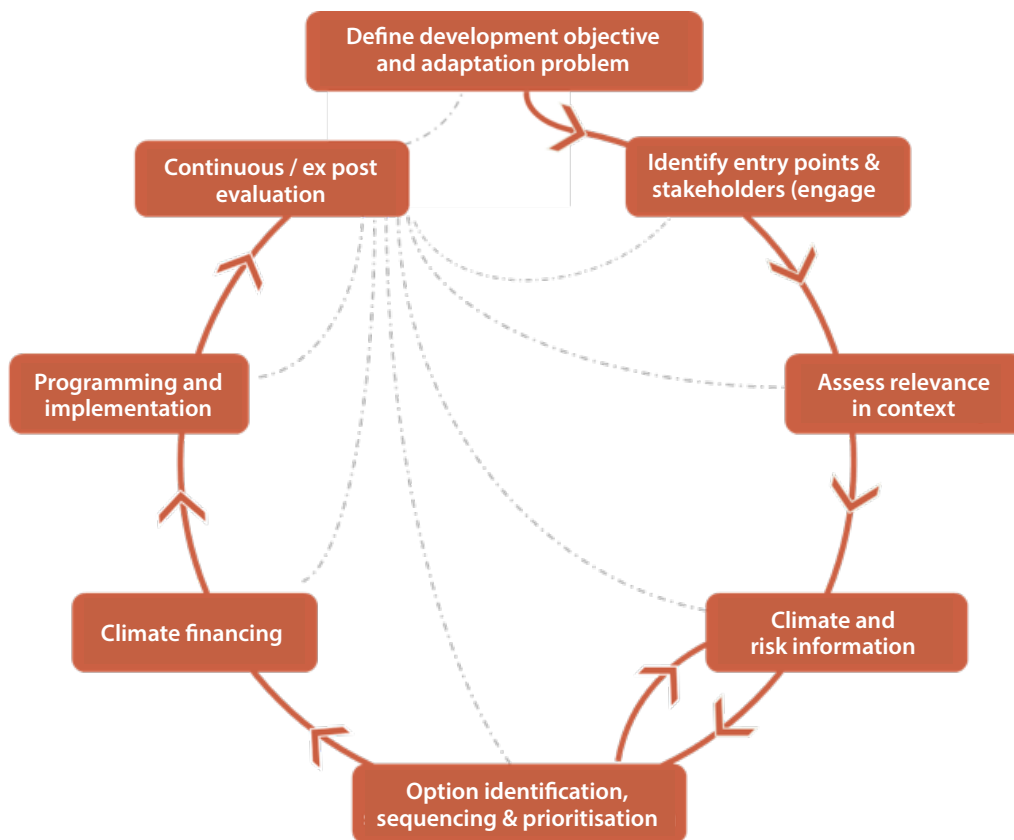 Define development objective
and adaptation problem
Identify entry points &
stakeholders (engage
Assess relevance
in context
Climate and
risk information
Option identification,
sequencing & prioritisation
Climate financing
Programming and
implementation
Continuous / ex post
evaluation